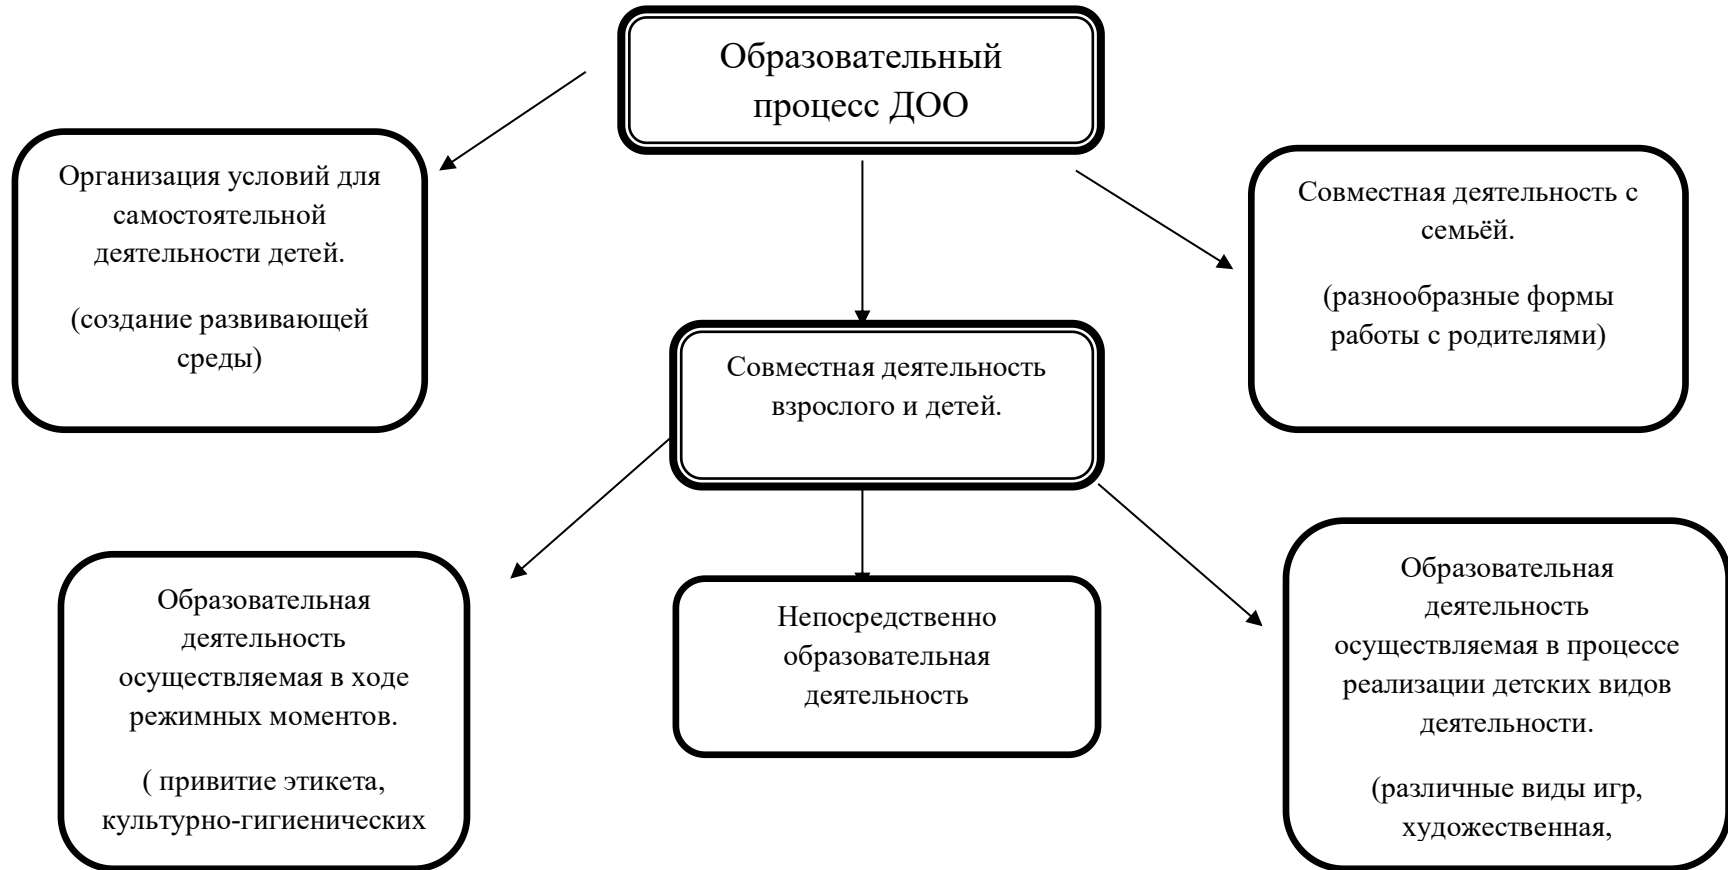 Образовательный
процесс ДОО
Организация условий для
самостоятельной
деятельности детей.
(создание развивающей
среды)
Совместная деятельность с
семьёй.
(разнообразные формы
работы с родителями)
Совместная деятельность
взрослого и детей.
Образовательная
деятельность
осуществляемая в ходе
режимных моментов.
( привитие этикета,
культурно-гигиенических
Непосредственно
образовательная
деятельность
Образовательная
деятельность
осуществляемая в процессе
реализации детских видов
деятельности.
(различные виды игр,
художественная,